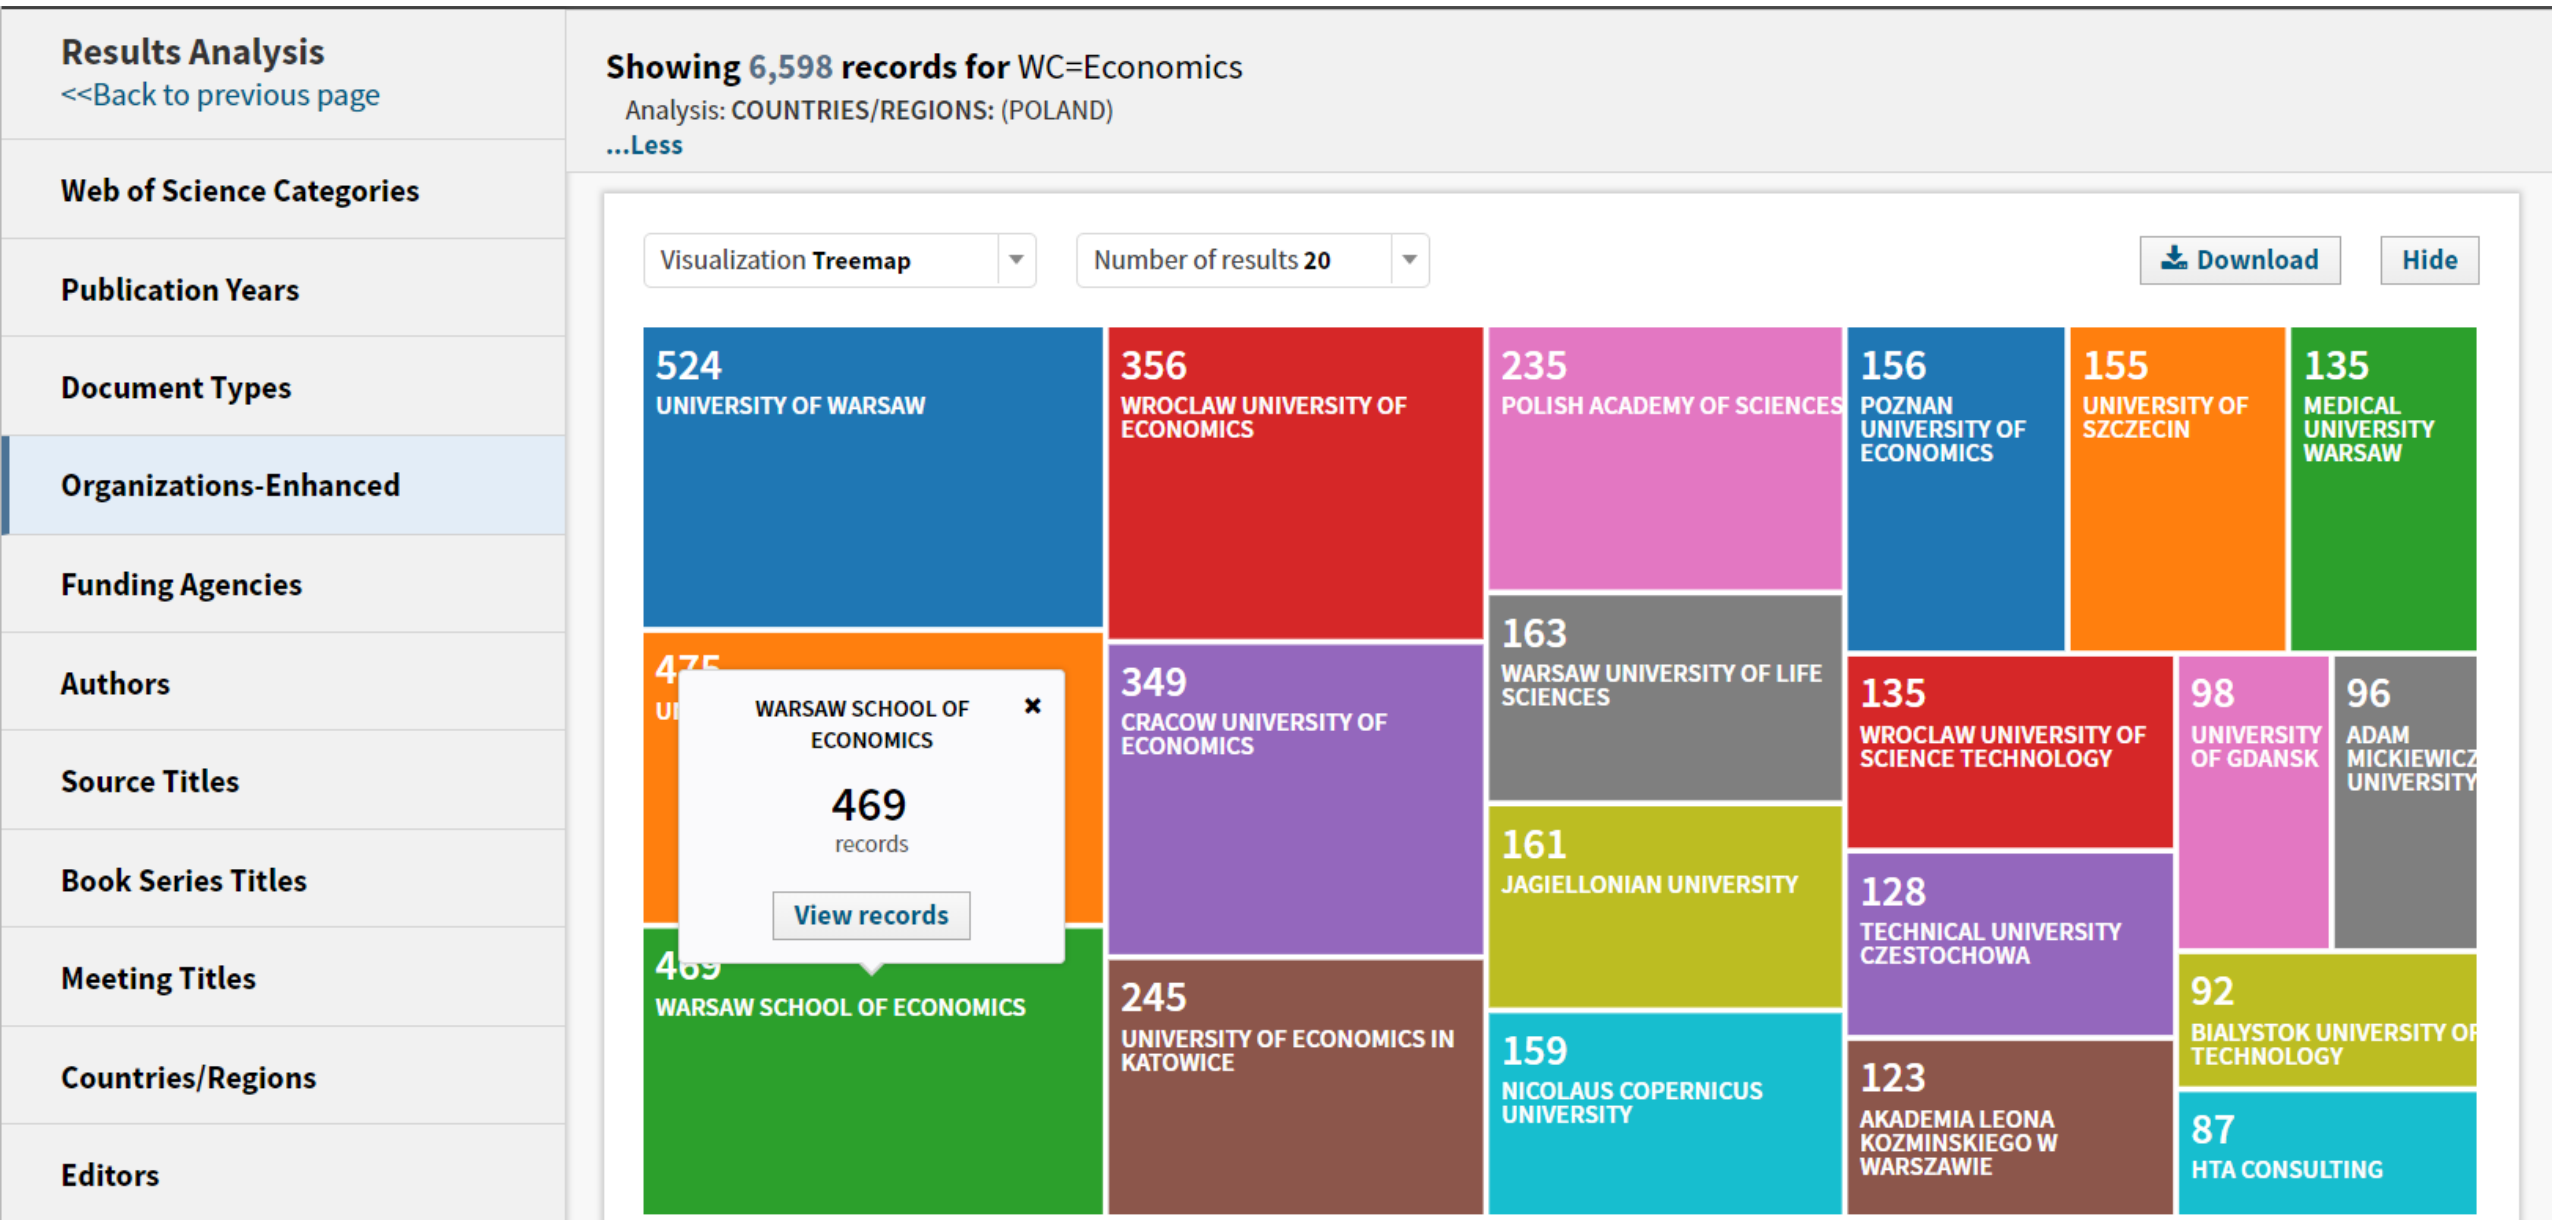 Results Analysis
<<Back to previous page
Web of Science Categories
Publication Years
Document Types
Organizations-Enhanced
Funding Agencies
Authors
Source Titles
Book Series Titles
Meeting Titles
Countries/Regions
Editors
Showing 6,598 records for WC=Economics
Analysis: COUNTRIES/REGIONS: (POLAND)
...Less
Visualization Treemap
Number of results 20
Download
Hide
524
UNIVERSITY OF WARSAW
475
WARSAW SCHOOL OF
ECONOMICS
469
records
View records
469
WARSAW SCHOOL OF ECONOMICS
356
WROCLAW UNIVERSITY OF
ECONOMICS
349
CRACOW UNIVERSITY OF
ECONOMICS
245
UNIVERSITY OF ECONOMICS IN
KATOWICE
235
POLISH ACADEMY OF SCIENCES
163
WARSAW UNIVERSITY OF LIFE
SCIENCES
161
JAGIELLONIAN UNIVERSITY
159
NICOLAUS COPERNICUS
UNIVERSITY
156
POZNAN
UNIVERSITY OF
ECONOMICS
155
UNIVERSITY OF
SZCZECIN
135
MEDICAL
UNIVERSITY
WARSAW
135
WROCLAW UNIVERSITY OF
SCIENCE TECHNOLOGY
128
TECHNICAL UNIVERSITY
CZESTOCHOWA
123
AKADEMIA LEONA
KOZMINSKIEGO W
WARSZAWIE
98
UNIVERSITY
OF GDANSK
96
ADAM
MICKIEWICZ
UNIVERSITY
92
BIALYSTOK UNIVERSITY OF
TECHNOLOGY
87
HTA CONSULTING